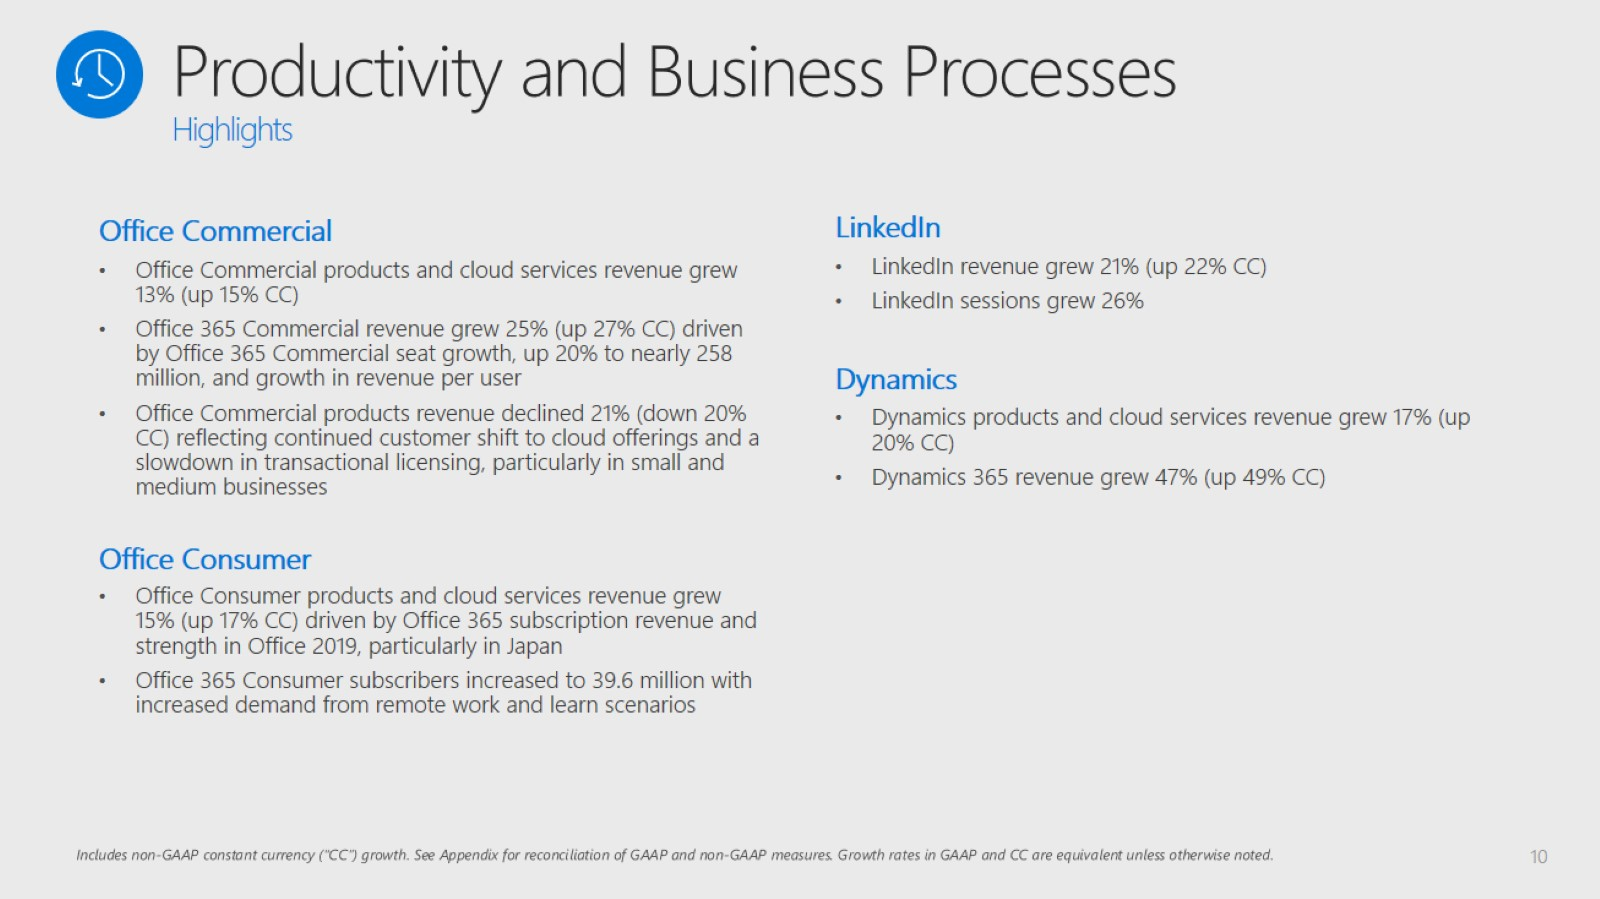 Productivity and Business Processes
Highlights
Office Commercial
• Office Commercial products and cloud services revenue grew
13% (up 15% CC)
• Office 365 Commercial revenue grew 25% (up 27% CC) driven
by Office 365 Commercial seat growth, up 20% to nearly 258
million, and growth in revenue per user
• Office Commercial products revenue declined 21% (down 20%
CC) reflecting continued customer shift to cloud offerings and a
slowdown in transactional licensing, particularly in small and
medium businesses
Office Consumer
• Office Consumer products and cloud services revenue grew
15% (up 17% CC) driven by Office 365 subscription revenue and
strength in Office 2019, particularly in Japan
• Office 365 Consumer subscribers increased to 39.6 million with
increased demand from remote work and learn scenarios
LinkedIn
• LinkedIn revenue grew 21% (up 22% CC)
• LinkedIn sessions grew 26%
Dynamics
• Dynamics products and cloud services revenue grew 17% (up
20% CC)
• Dynamics 365 revenue grew 47% (up 49% CC)
Includes non-GAAP constant currency ("CC") growth. See Appendix for reconciliation of GAAP and non-GAAP measures. Growth rates in GAAP and CC are equivalent unless otherwise noted.
10